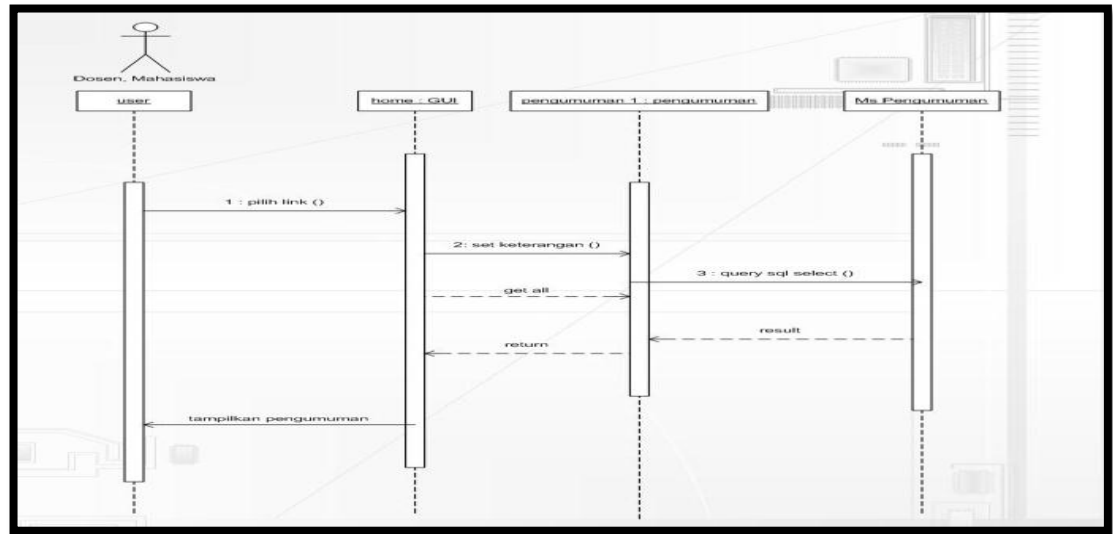 Dosen, Mahasiswa
user
home : GUI
pengumuman 1 : pengumuman
Ms Pengumuman
1 : pilih link ()
2: set keterangan ()
3 : query sql select ()
get all
result
return
tampilkan pengumuman